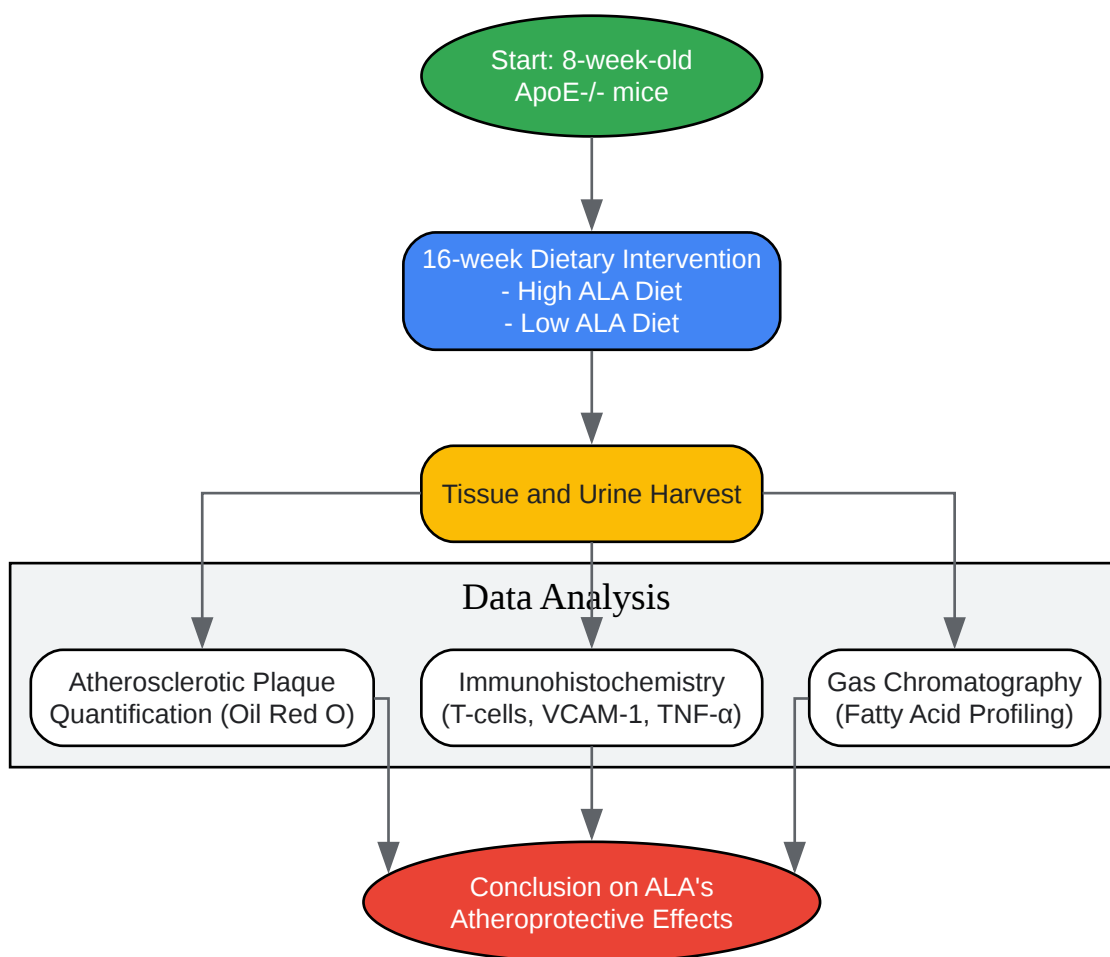 Start: 8-week-old
ApoE-/- mice
16-week Dietary Intervention
- High ALA Diet
- Low ALA Diet
Tissue and Urine Harvest
Data Analysis
Atherosclerotic Plaque
Quantification (Oil Red O)
Immunohistochemistry
(T-cells, VCAM-1, TNF-α)
Gas Chromatography
(Fatty Acid Profiling)
Conclusion on ALA's
Atheroprotective Effects